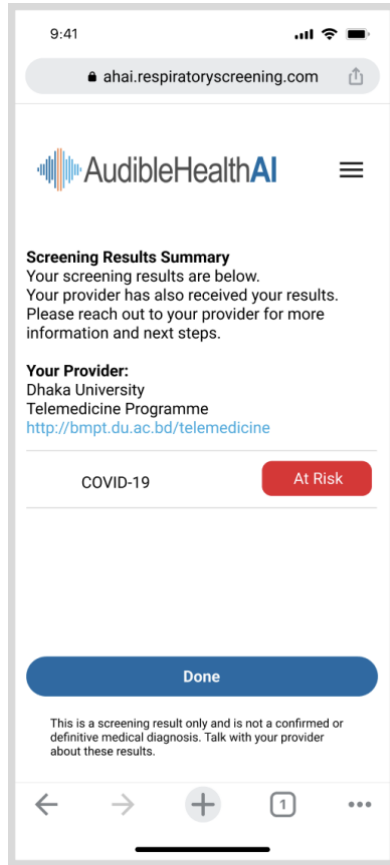 9:41
ahai.respiratoryscreening.com
AudibleHealthAI
Screening Results Summary
Your screening results are below.
Your provider has also received your results.
Please reach out to your provider for more
information and next steps.
Your Provider:
Dhaka University
Telemedicine Programme
http://bmpt.du.ac.bd/telemedicine
COVID-19 At Risk
Done
This is a screening result only and is not a confirmed or
definitive medical diagnosis. Talk with your provider
about these results.
1